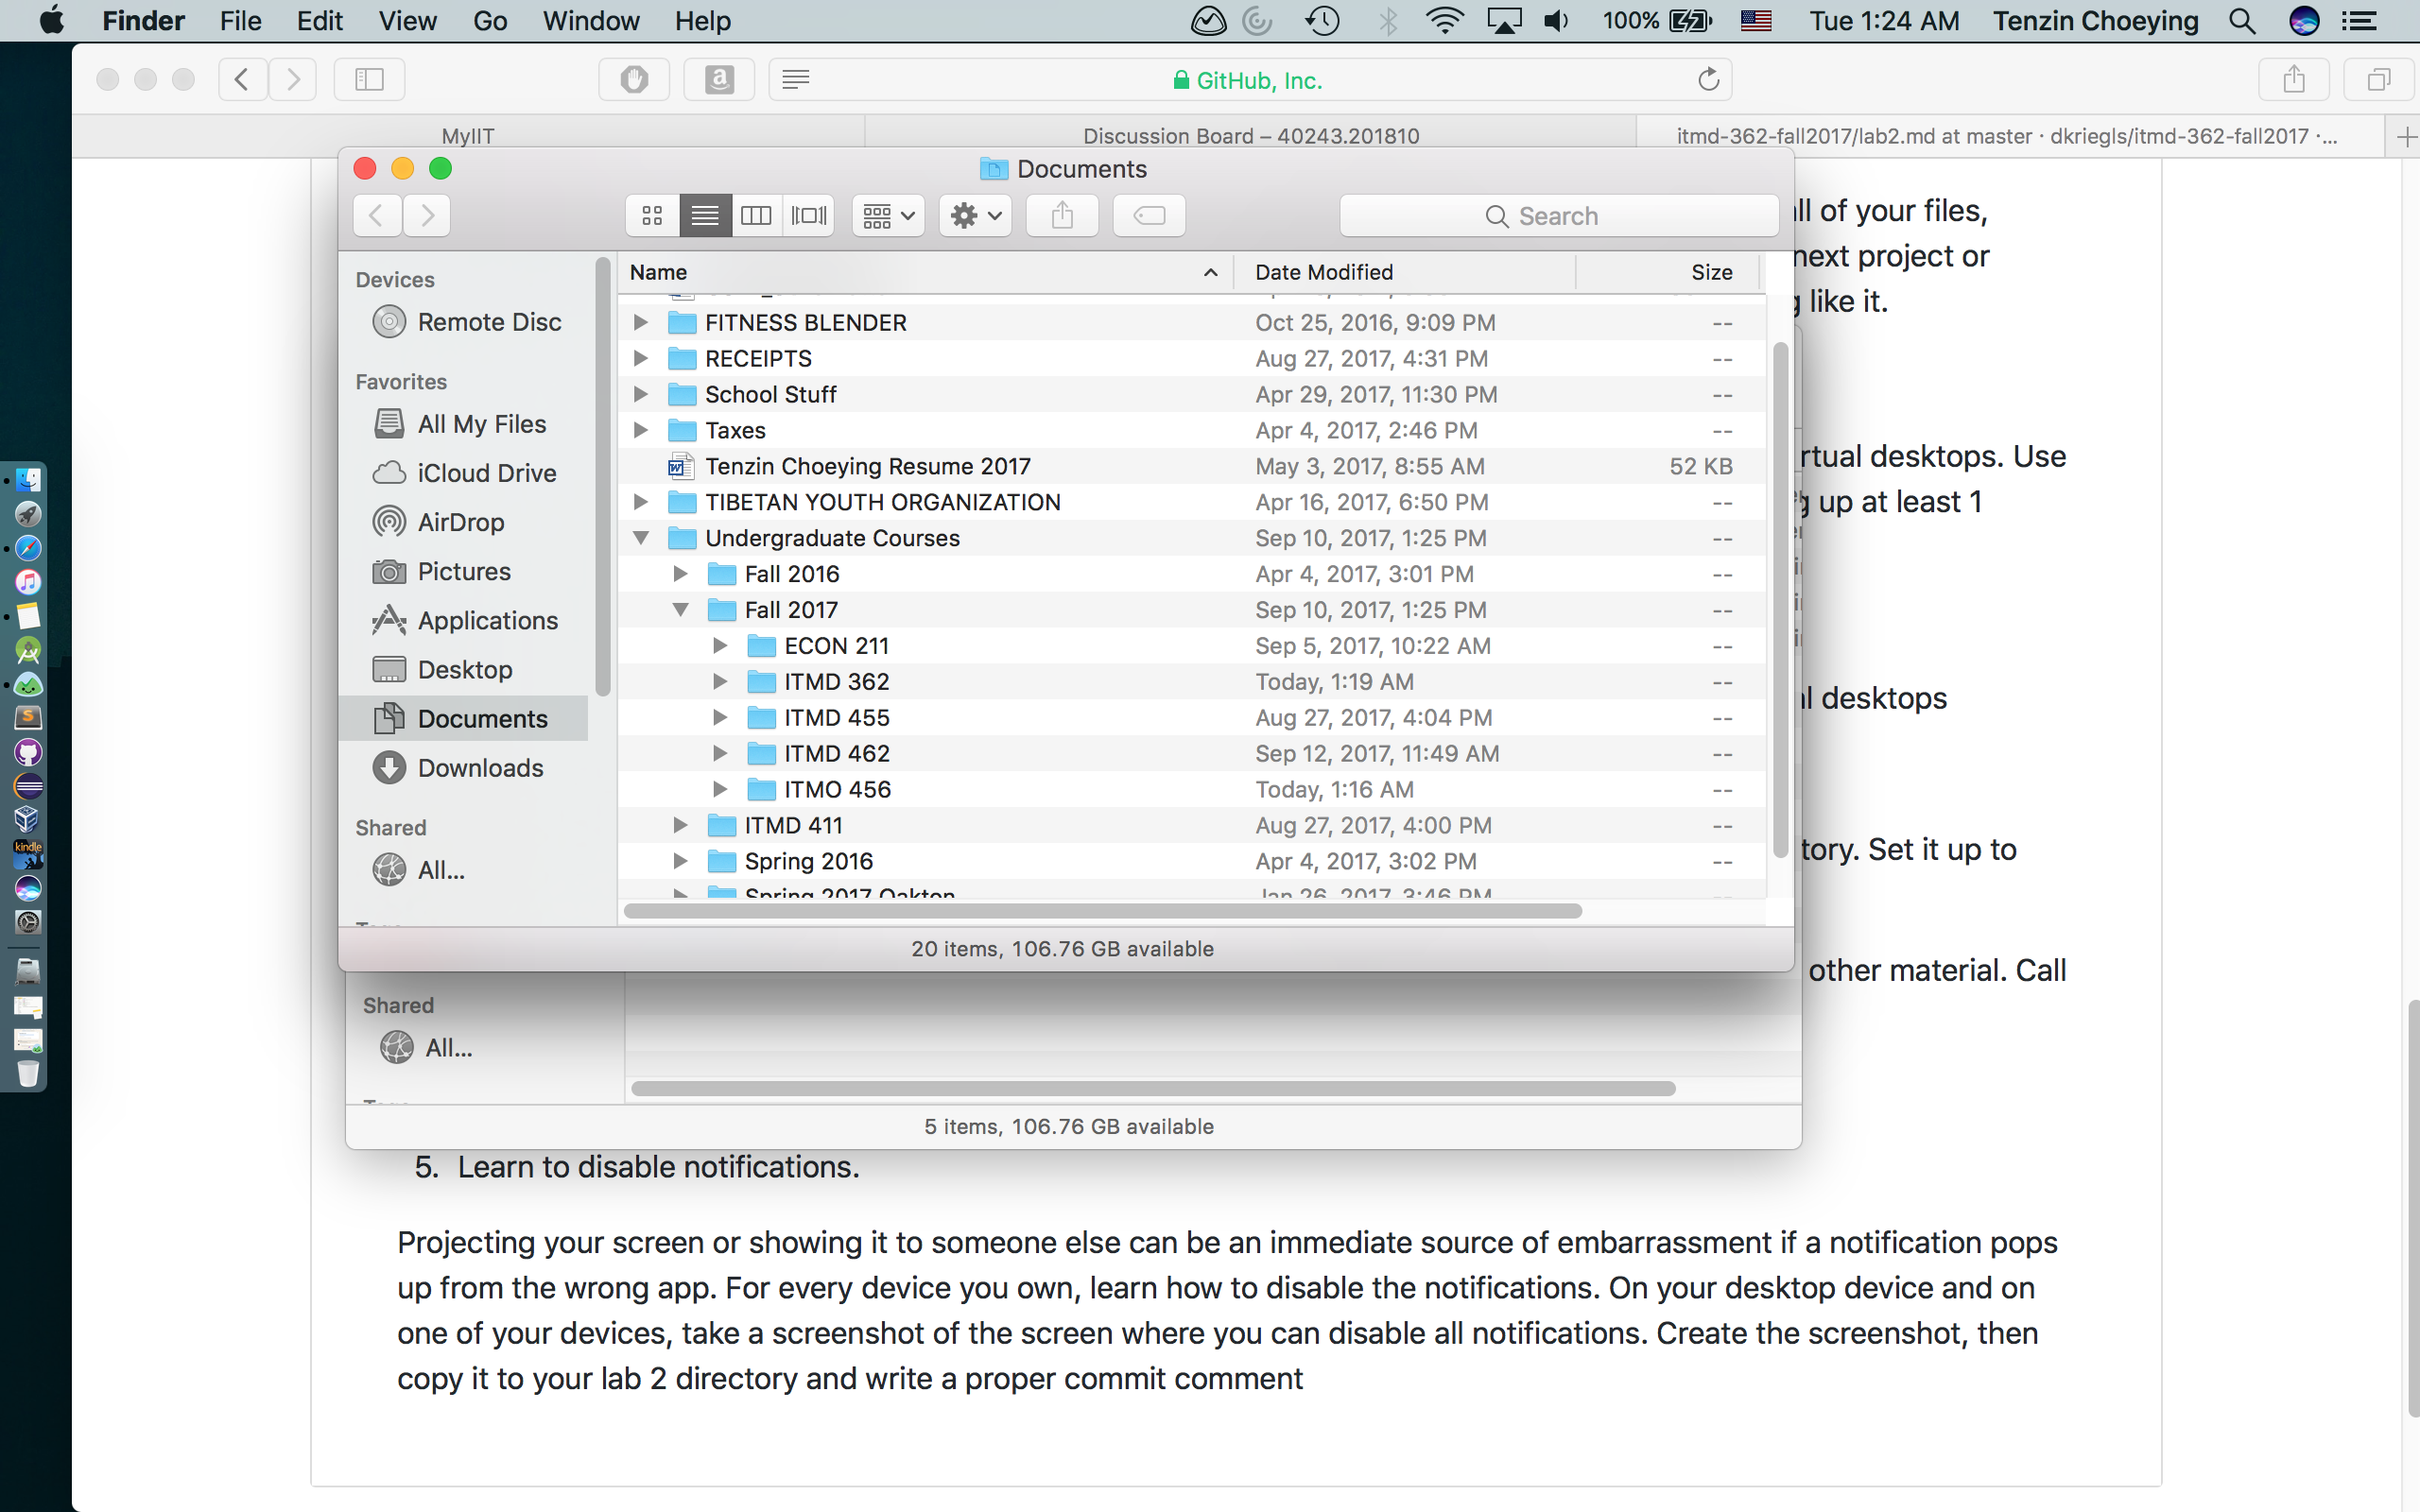 Finder File Edit View Go Window Help 100% Tue 1:24 AM Tenzin Choeying
GitHub, Inc.
MyIIT Discussion Board – 40243.201810 itmd-362-fall2017/lab2.md at master · dkriegls/itmd-362-fall2017 ·...
Documents
Search
Devices
Remote Disc
Favorites
All My Files
iCloud Drive
AirDrop
Pictures
Applications
Desktop
Documents
Downloads
Shared
All...
Name Date Modified Size
FITNESS BLENDER Oct 25, 2016, 9:09 PM --
RECEIPTS Aug 27, 2017, 4:31 PM --
School Stuff Apr 29, 2017, 11:30 PM --
Taxes Apr 4, 2017, 2:46 PM --
Tenzin Choeying Resume 2017 May 3, 2017, 8:55 AM 52 KB
TIBETAN YOUTH ORGANIZATION Apr 16, 2017, 6:50 PM --
Undergraduate Courses Sep 10, 2017, 1:25 PM --
Fall 2016 Apr 4, 2017, 3:01 PM --
Fall 2017 Sep 10, 2017, 1:25 PM --
ECON 211 Sep 5, 2017, 10:22 AM --
ITMD 362 Today, 1:19 AM --
ITMD 455 Aug 27, 2017, 4:04 PM --
ITMD 462 Sep 12, 2017, 11:49 AM --
ITMO 456 Today, 1:16 AM --
ITMD 411 Aug 27, 2017, 4:00 PM --
Spring 2016 Apr 4, 2017, 3:02 PM --
Spring 2017 Oakton Jan 26, 2017, 3:46 PM --
20 items, 106.76 GB available
of your files,
next project or
like it.
desktops. Use
up at least 1
desktops
Set it up to
other material. Call
kindle
Shared
All...
5 items, 106.76 GB available
5. Learn to disable notifications.
Projecting your screen or showing it to someone else can be an immediate source of embarrassment if a notification pops
up from the wrong app. For every device you own, learn how to disable the notifications. On your desktop device and on
one of your devices, take a screenshot of the screen where you can disable all notifications. Create the screenshot, then
copy it to your lab 2 directory and write a proper commit comment